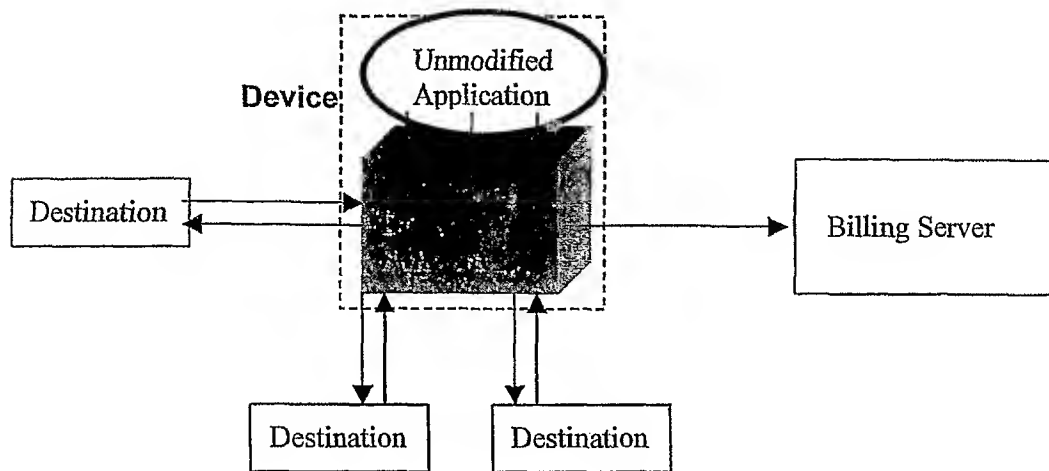 Unmodified
Application
Device
Destination
Billing Server
Destination
Destination